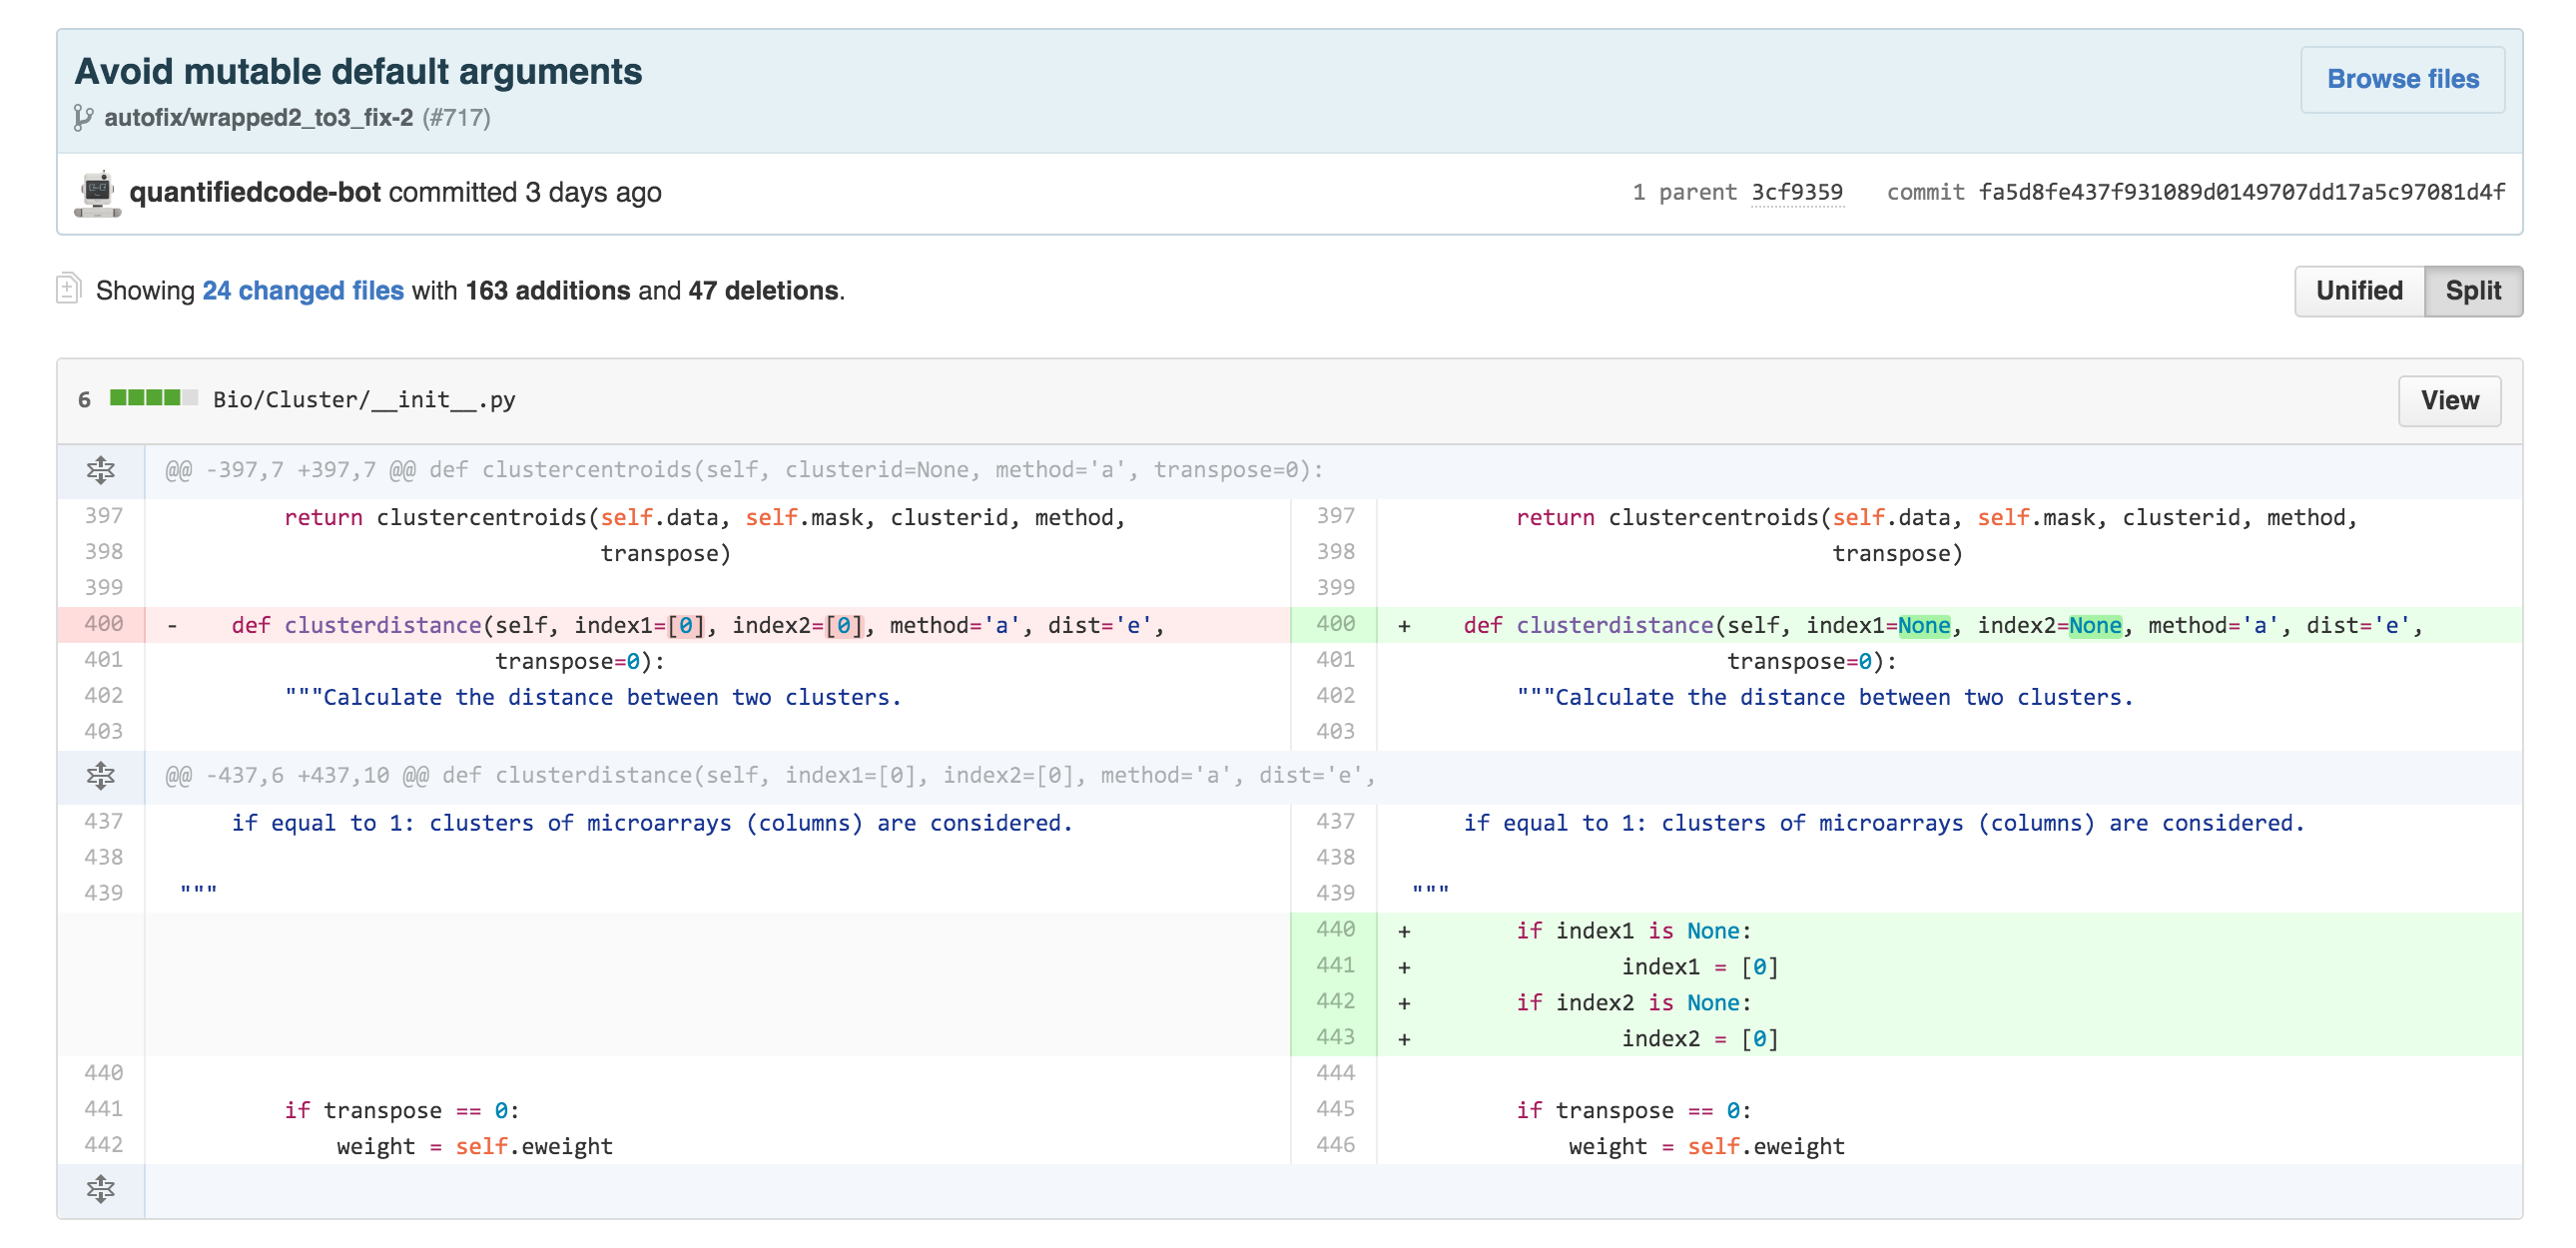 Avoid mutable default arguments
Browse files
autofix/wrapped2_to3_fix-2 (#717)
quantifiedcode-bot committed 3 days ago
1 parent 3cf9359 commit fa5d8fe437f931089d0149707dd17a5c97081d4f
Showing 24 changed files with 163 additions and 47 deletions.
Unified Split
6 Bio/Cluster/__init__.py
View
@@ -397,7 +397,7 @@ def clustercentroids(self, clusterid=None, method='a', transpose=0):
397 return clustercentroids(self.data, self.mask, clusterid, method, 397 return clustercentroids(self.data, self.mask, clusterid, method,
398 transpose) 398 transpose)
399 399
400 - def clusterdistance(self, index1=[0], index2=[0], method='a', dist='e', 400 + def clusterdistance(self, index1=None, index2=None, method='a', dist='e',
401 transpose=0): 401 transpose=0):
402 """Calculate the distance between two clusters. 402 """Calculate the distance between two clusters.
403 403
@@ -437,6 +437,10 @@ def clusterdistance(self, index1=[0], index2=[0], method='a', dist='e',
437 if equal to 1: clusters of microarrays (columns) are considered. 437 if equal to 1: clusters of microarrays (columns) are considered.
438 438
439 """ 439 """
440 + if index1 is None:
441 + index1 = [0]
442 + if index2 is None:
443 + index2 = [0]
440 444
441 if transpose == 0: 445 if transpose == 0:
442 weight = self.eweight 446 weight = self.eweight